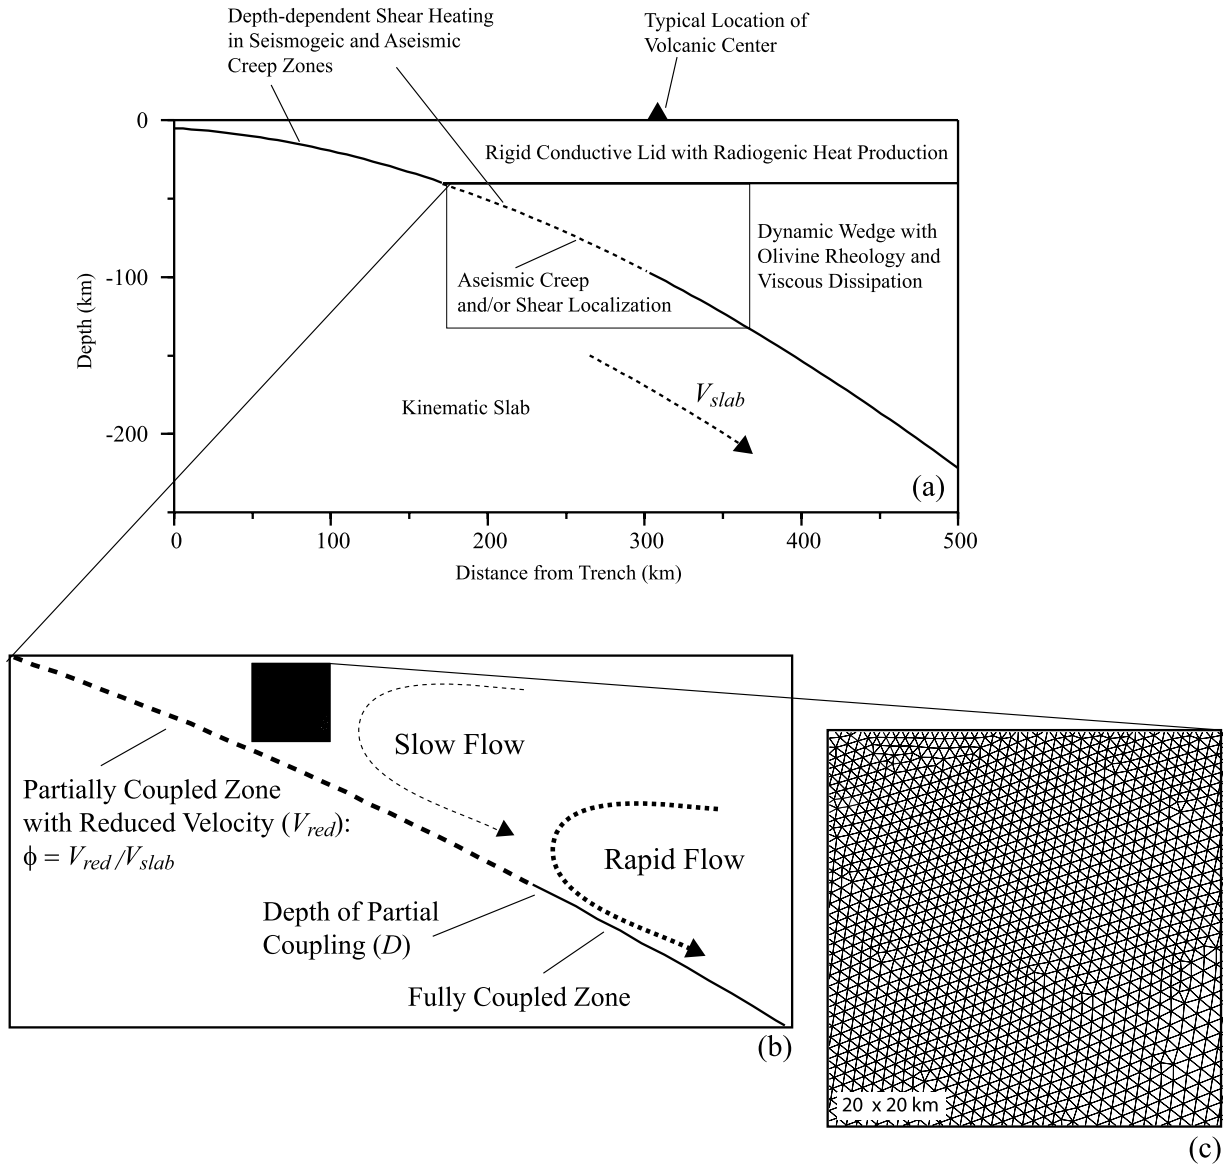 Depth-dependent Shear Heating
in Seismogeic and Aseismic
Creep Zones
Typical Location of
Volcanic Center
0
Rigid Conductive Lid with Radiogenic Heat Production
Dynamic Wedge with
Olivine Rheology and
Viscous Dissipation
-100
Aseismic Creep
and/or Shear Localization
Depth (km)
Kinematic Slab
Vslab
-200
(a)
0 100 200 300 400 500
Distance from Trench (km)
Slow Flow
Partially Coupled Zone
with Reduced Velocity (Vred):
ϕ = Vred /Vslab
Rapid Flow
Depth of Partial
Coupling (D)
Fully Coupled Zone
(b)
20 x 20 km
(c)